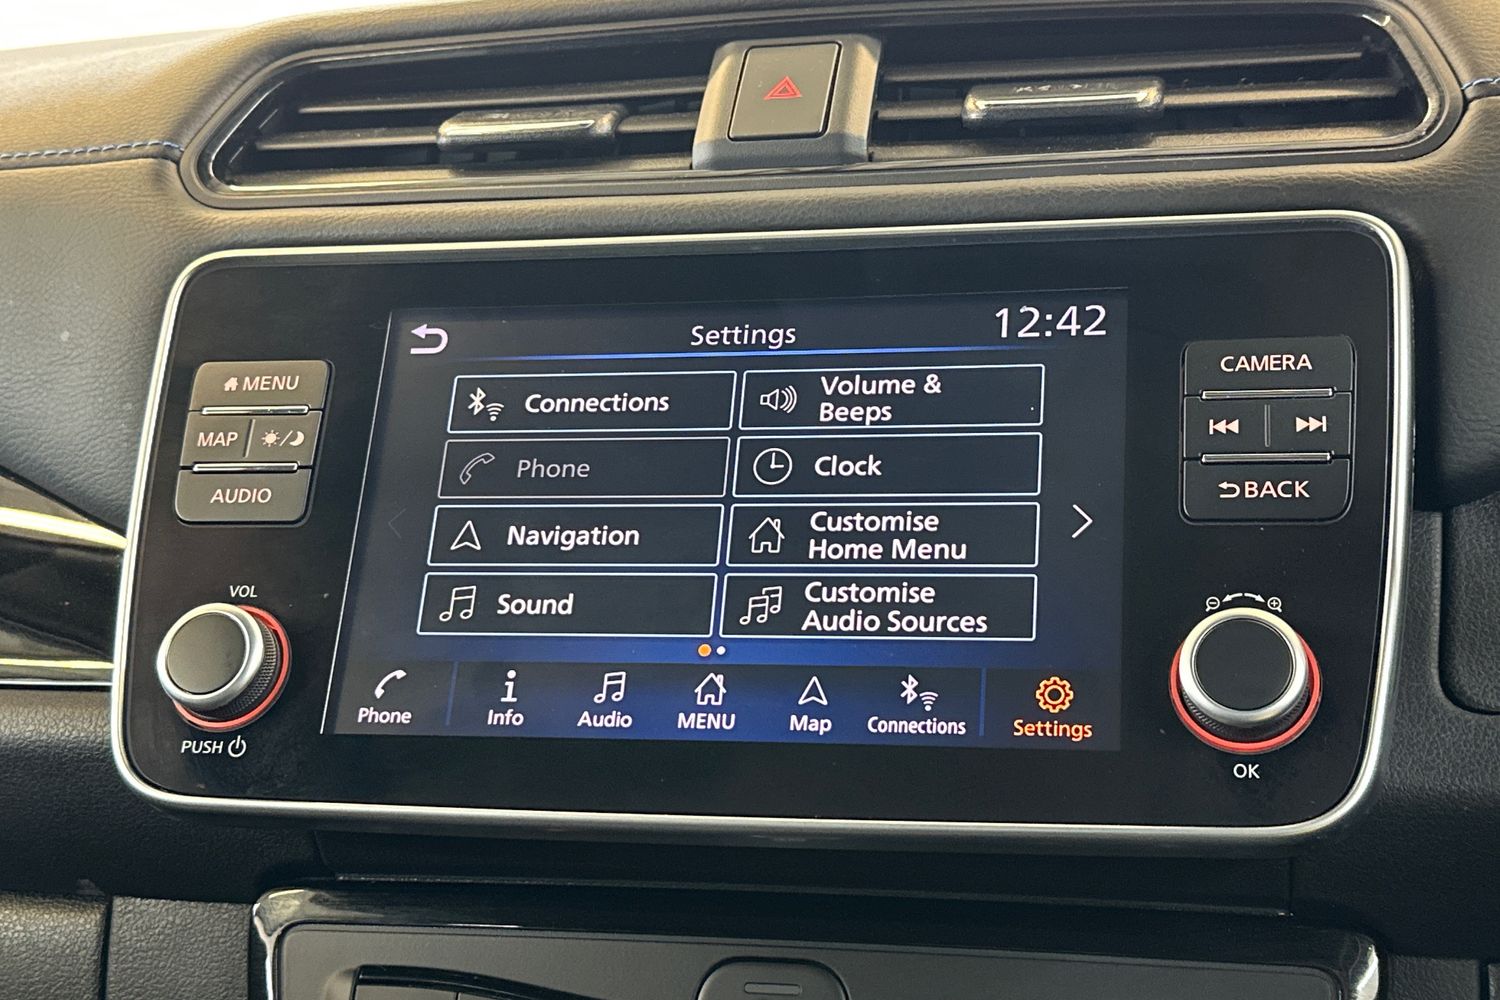 Settings
12:42
MENU
MAP
AUDIO
VOL
PUSH
Connections
Volume &
Beeps
Phone
Clock
Navigation
Customise
Home Menu
Sound
Customise
Audio Sources
Phone
Info
Audio
MENU
Map
Connections
Settings
CAMERA
BACK
OK